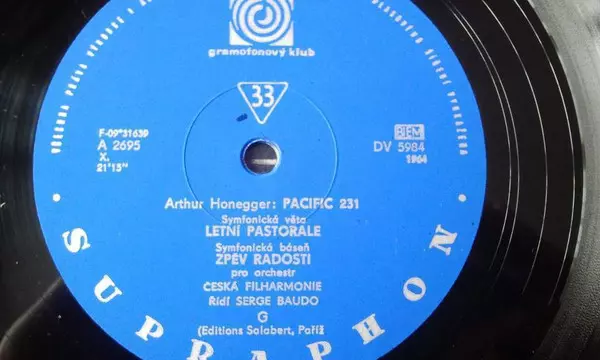 gramofonový klub
33
F-09*31639
A 2695
X.
21'15"
BIEM
DV 5984
1964
Arthur Honegger: PACIFIC 231
Symfonická věta
LETNÍ PASTORALE
Symfonická báseň
ZPĚV RADOSTI
pro orchestr
ČESKÁ FILHARMONIE
Řídí SERGE BAUDO
G
(Editions Salabert, Paříž
· SUPRAPHON ·